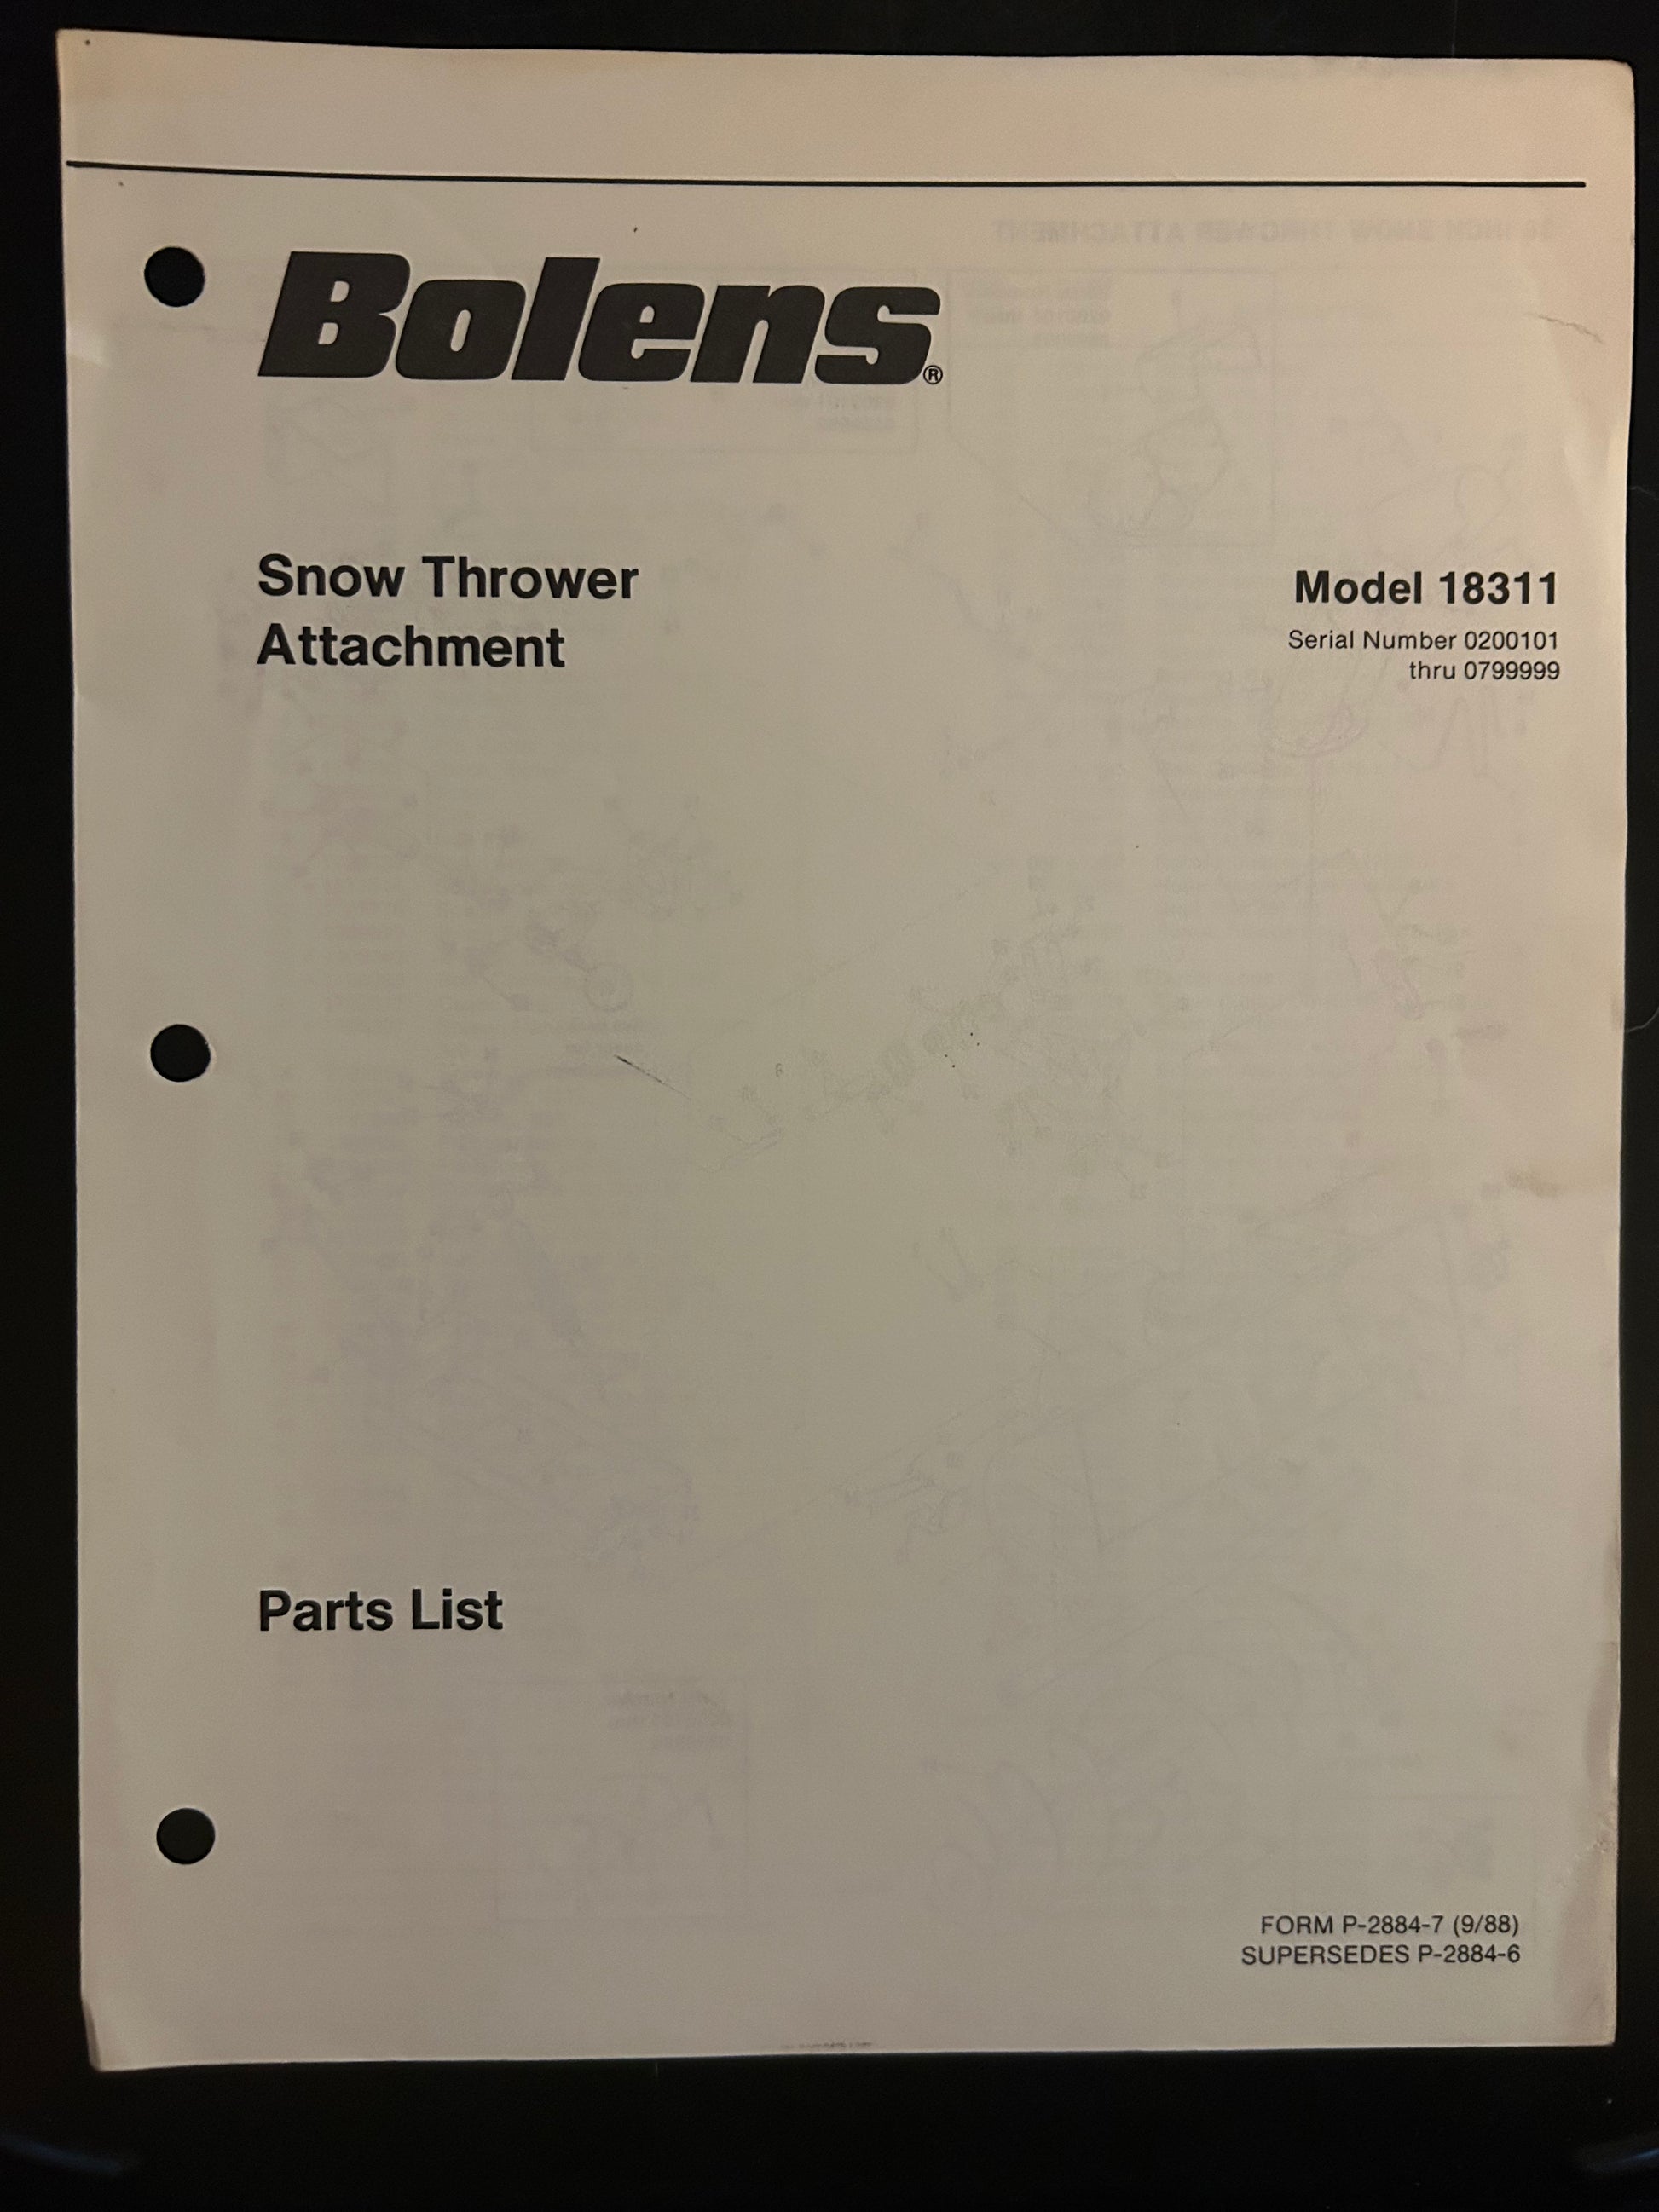 Bolens®
Snow Thrower
Attachment
Model 18311
Serial Number 0200101
thru 0799999
Parts List
FORM P-2884-7 (9/88)
SUPERSEDES P-2884-6